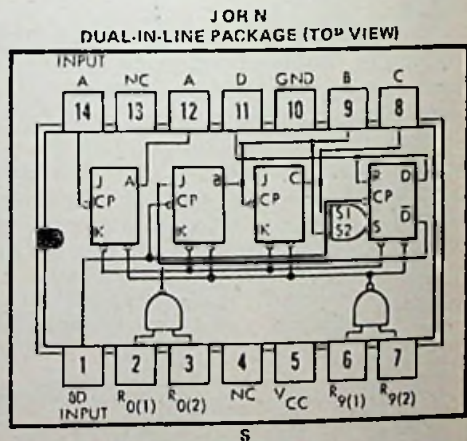 J OR N
DUAL-IN-LINE PACKAGE (TOP VIEW)
INPUT
A NC A D GND B C
14 13 12 11 10 9 8
J A J B J C R D
CP CP CP CP
K K K S1 S2 S D
1 2 3 4 5 6 7
BD INPUT R0(1) R0(2) NC VCC R9(1) R9(2)
S